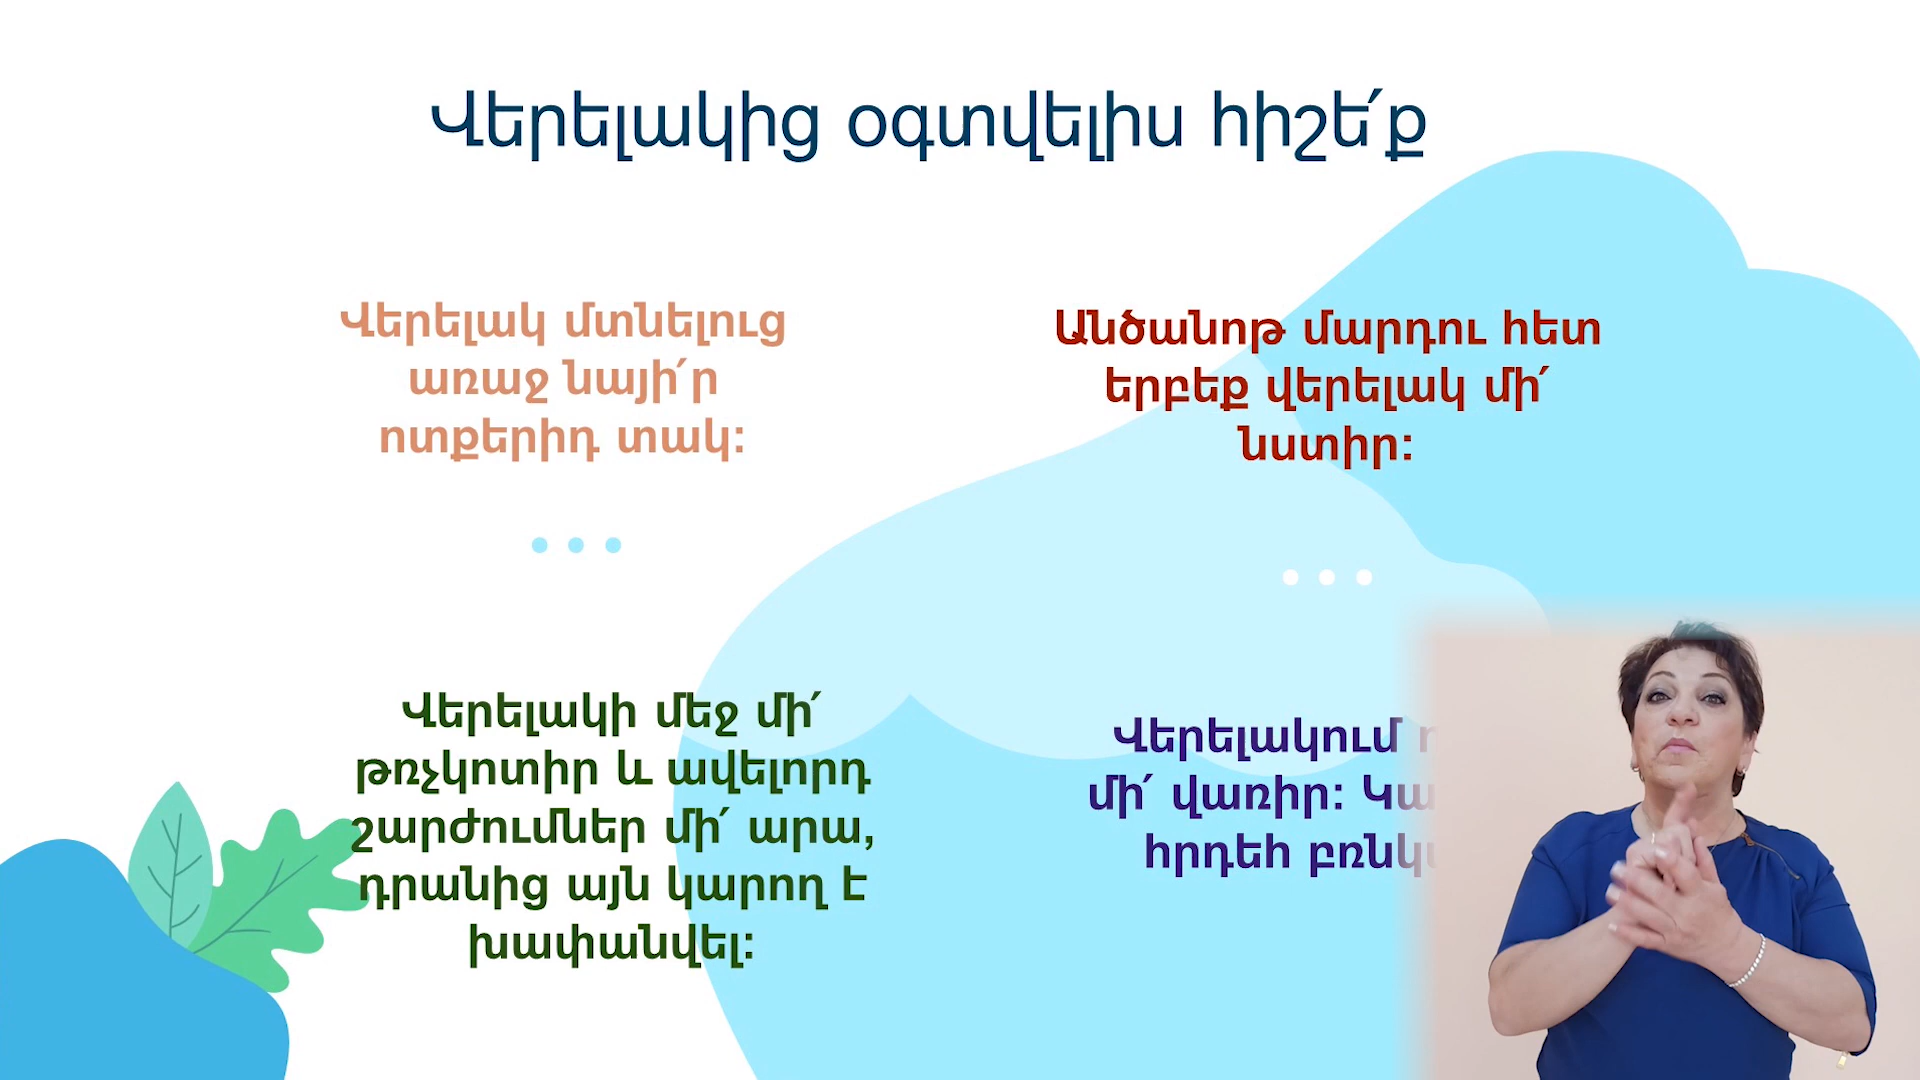 Վերելակից օգտվելիս հիշե՛ք
Վերելակ մտնելուց
առաջ նայի՛ր
ոտքերիդ տակ։
Անծանոթ մարդու հետ
երբեք վերելակ մի՛
նստիր։
Վերելակի մեջ մի՛
թռչկոտիր և ավելորդ
շարժումներ մի՛ արա,
դրանից այն կարող է
խափանվել։
Վերելակում
մի՛ վառիր։
հրդեհ